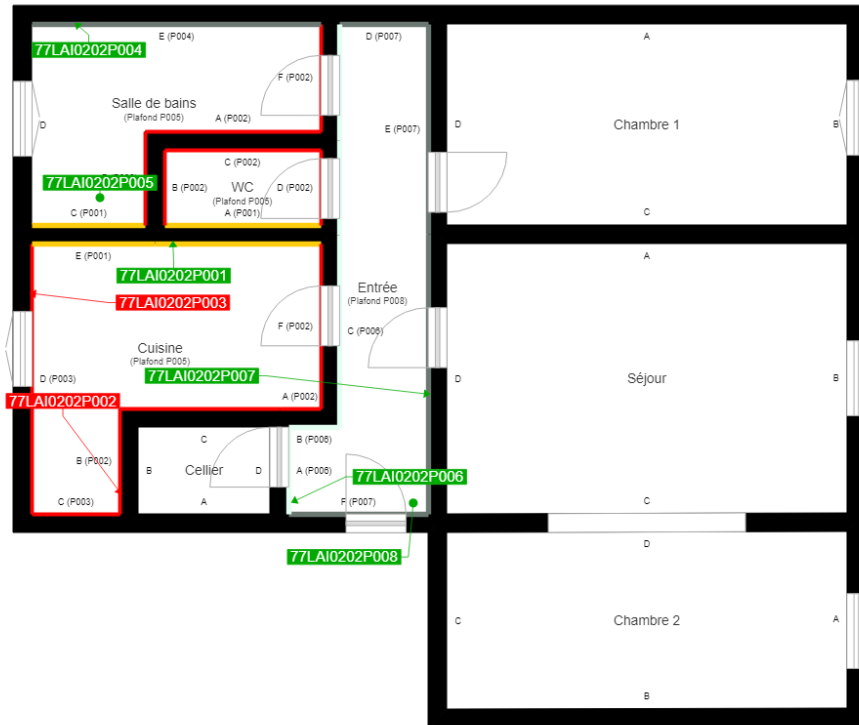 E (P004)
D (P007)
A
77LAI0202P004
F (P002)
Salle de bains
(Plafond P005)
D
A (P002)
E (P007)
D
Chambre 1
B
C (P002)
77LAI0202P005
B (P002)
WC
D (P002)
(Plafond P005)
C (P001)
A (P001)
C
E (P001)
A
77LAI0202P001
77LAI0202P003
Entrée
(Plafond P008)
F (P002)
C (P006)
Cuisine
(Plafond P005)
D (P003)
77LAI0202P007
D
Séjour
B
77LAI0202P002
A (P002)
C
B (P006)
B (P002)
B
Cellier
D
A (P006)
77LAI0202P006
C (P003)
A
F (P007)
C
77LAI0202P008
D
C
Chambre 2
A
B